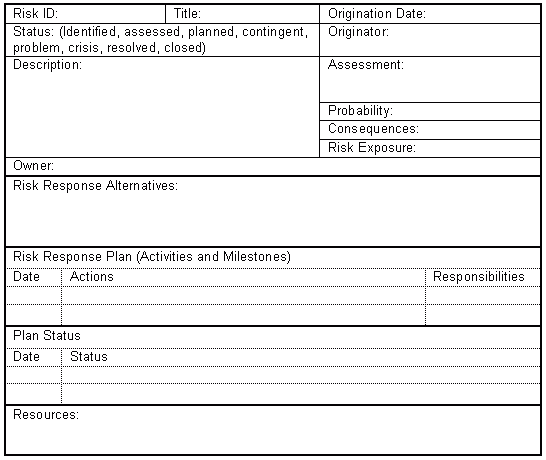 Risk ID: Title: Origination Date:
Status: (Identified, assessed, planned, contingent, Originator:
problem, crisis, resolved, closed)
Description: Assessment:
Probability:
Consequences:
Risk Exposure:
Owner:
Risk Response Alternatives:
Risk Response Plan (Activities and Milestones)
Date Actions Responsibilities
Plan Status
Date Status
Resources: